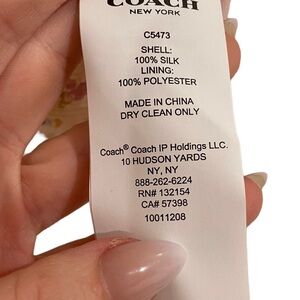 COACH
NEW YORK
C5473
SHELL:
100% SILK
LINING:
100% POLYESTER
MADE IN CHINA
DRY CLEAN ONLY
Coach® Coach IP Holdings LLC.
10 HUDSON YARDS
NY, NY
888-262-6224
RN# 132154
CA# 57398
10011208